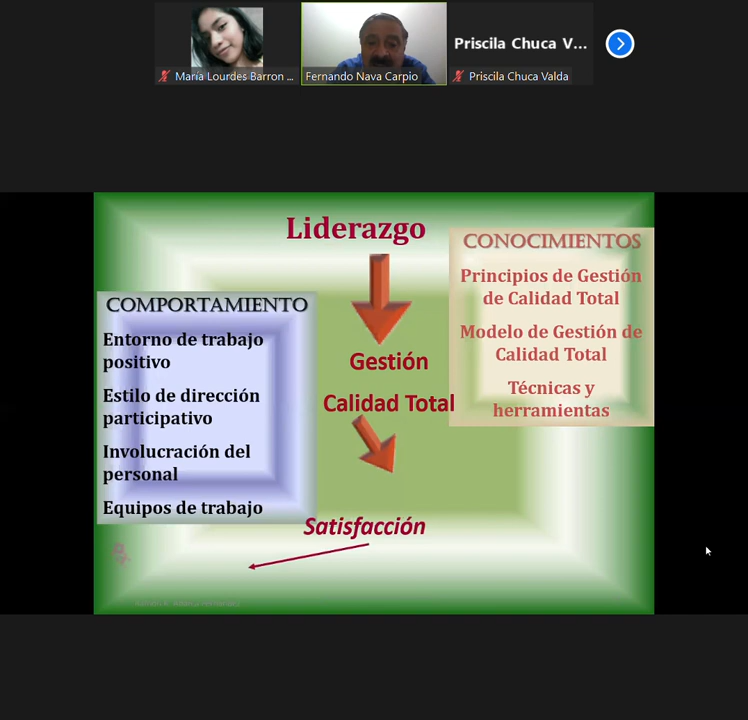 Priscila Chuca V...
María Lourdes Barron ...
Fernando Nava Carpio
Priscila Chuca Valda
Liderazgo
CONOCIMIENTOS
Principios de Gestión
de Calidad Total
Modelo de Gestión de
Calidad Total
Técnicas y
herramientas
COMPORTAMIENTO
Entorno de trabajo
positivo
Estilo de dirección
participativo
Involucración del
personal
Equipos de trabajo
Gestión
Calidad Total
Satisfacción